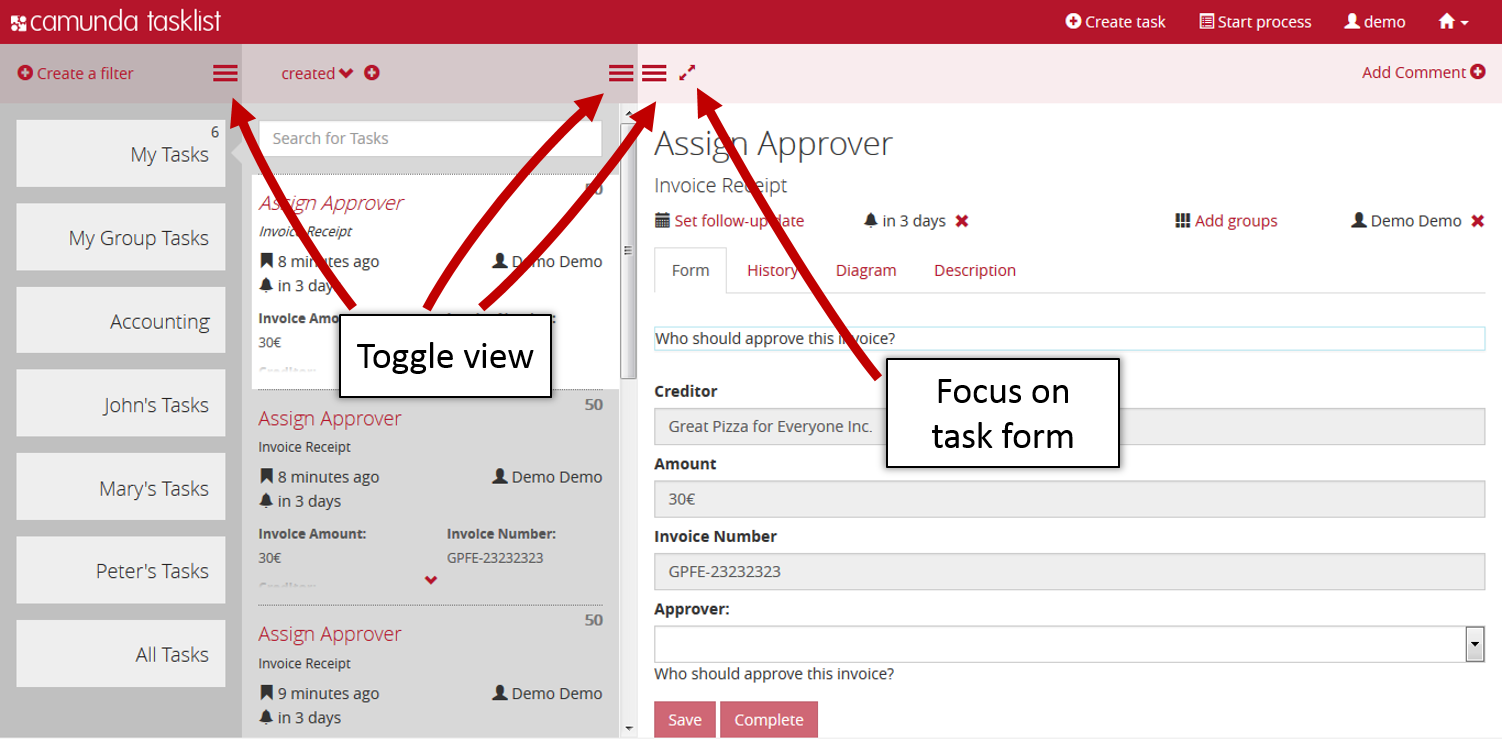 camunda tasklist
Create task
Start process
demo
Create a filter
created
Add Comment
6
My Tasks
My Group Tasks
Accounting
John's Tasks
Mary's Tasks
Peter's Tasks
All Tasks
Search for Tasks
Assign Approver
Invoice Receipt
8 minutes ago
Demo Demo
in 3 days
Invoice
30€
Toggle view
50
Assign Approver
Invoice Receipt
8 minutes ago
Demo Demo
in 3 days
Invoice Amount:
Invoice Number:
30€
GPFE-23232323
50
Assign Approver
Invoice Receipt
9 minutes ago
Demo Demo
in 3 days
Assign Approver
Invoice Receipt
Set follow-up date
in 3 days
Add groups
Demo Demo
Form
History
Diagram
Description
Who should approve this invoice?
Focus on
task form
Creditor
Great Pizza for Everyone Inc.
Amount
30€
Invoice Number
GPFE-23232323
Approver:
Who should approve this invoice?
Save
Complete